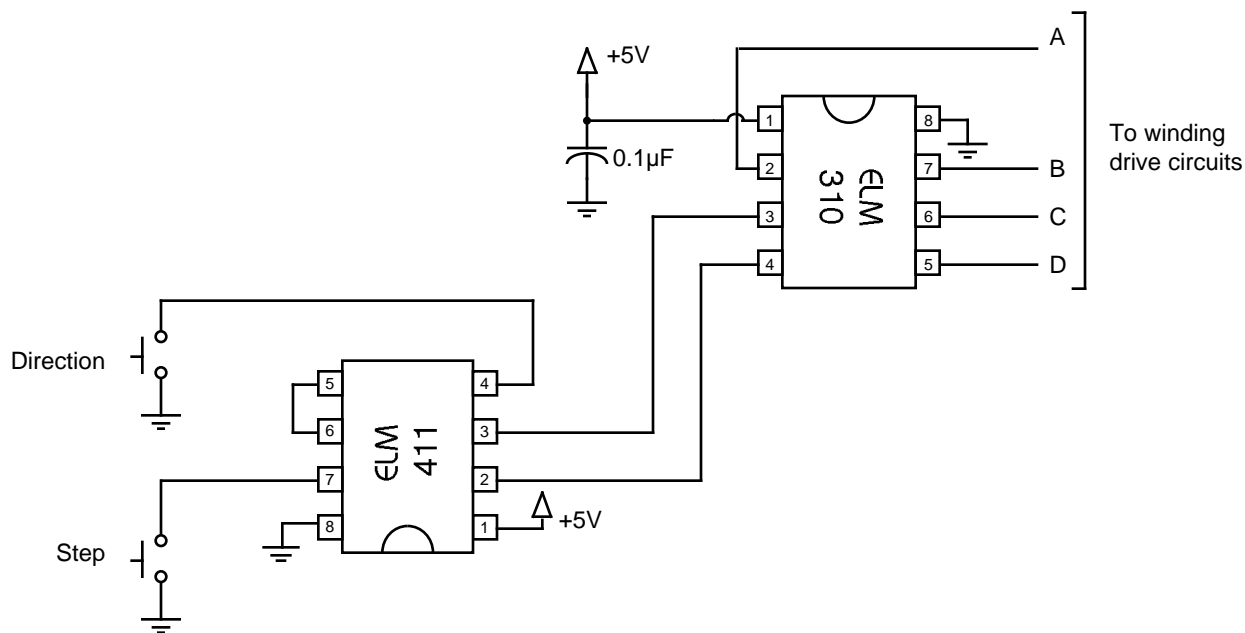 A
+5V
1
8
To winding
drive circuits
0.1µF
2
7
B
ELM
310
3
6
C
4
5
D
Direction
5
4
6
3
ELM
411
7
2
+5V
8
1
Step